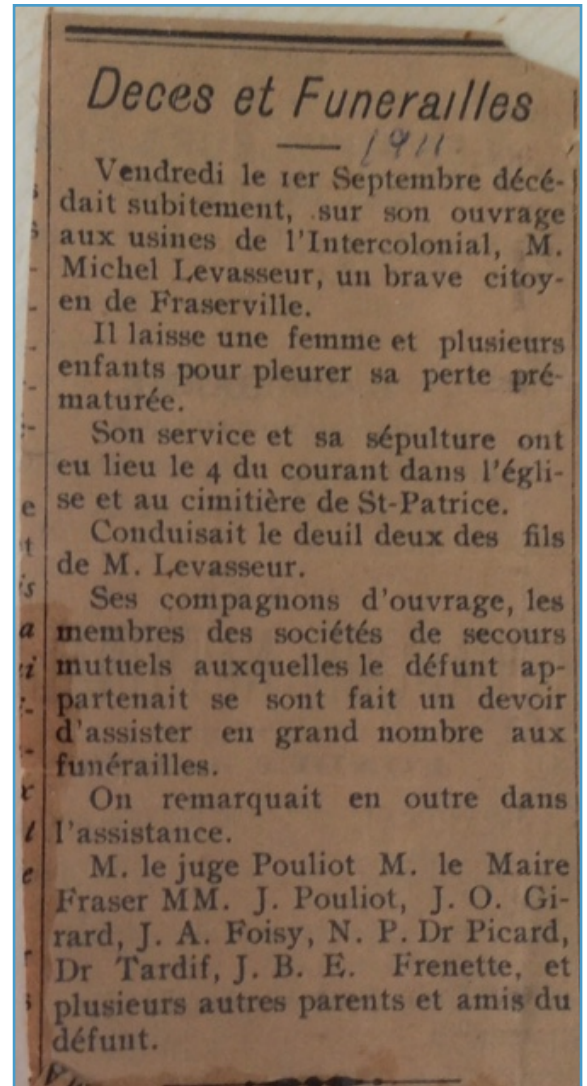 Deces et Funerailles
1911
Vendredi le 1er Septembre décé-
dait subitement, sur son ouvrage
aux usines de l'Intercolonial, M.
Michel Levasseur, un brave citoy-
en de Fraserville.
Il laisse une femme et plusieurs
enfants pour pleurer sa perte pré-
maturée.
Son service et sa sépulture ont
eu lieu le 4 du courant dans l'égli-
se et au cimitière de St-Patrice.
Conduisait le deuil deux des fils
de M. Levasseur.
Ses compagnons d'ouvrage, les
membres des sociétés de secours
mutuels auxquelles le défunt ap-
partenait se sont fait un devoir
d'assister en grand nombre aux
funérailles.
On remarquait en outre dans
l'assistance.
M. le juge Pouliot M. le Maire
Fraser MM. J. Pouliot, J. O. Gi-
rard, J. A. Foisy, N. P. Dr Picard,
Dr Tardif, J. B. E. Frenette, et
plusieurs autres parents et amis du
défunt.